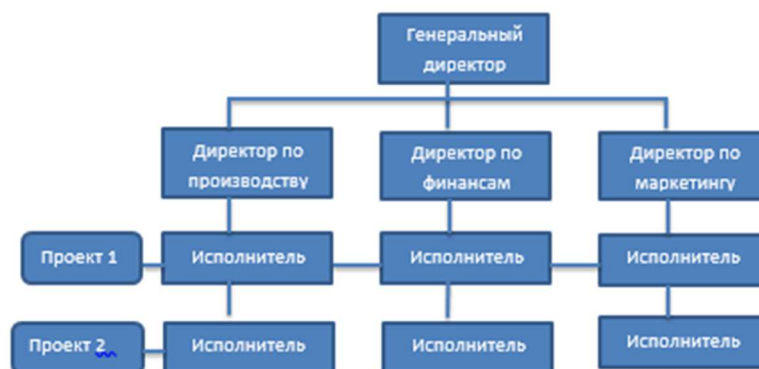 Генеральный
директор
Директор по
производству
Директор по
финансам
Директор по
маркетингу
Проект 1
Исполнитель
Исполнитель
Исполнитель
Проект 2
Исполнитель
Исполнитель
Исполнитель